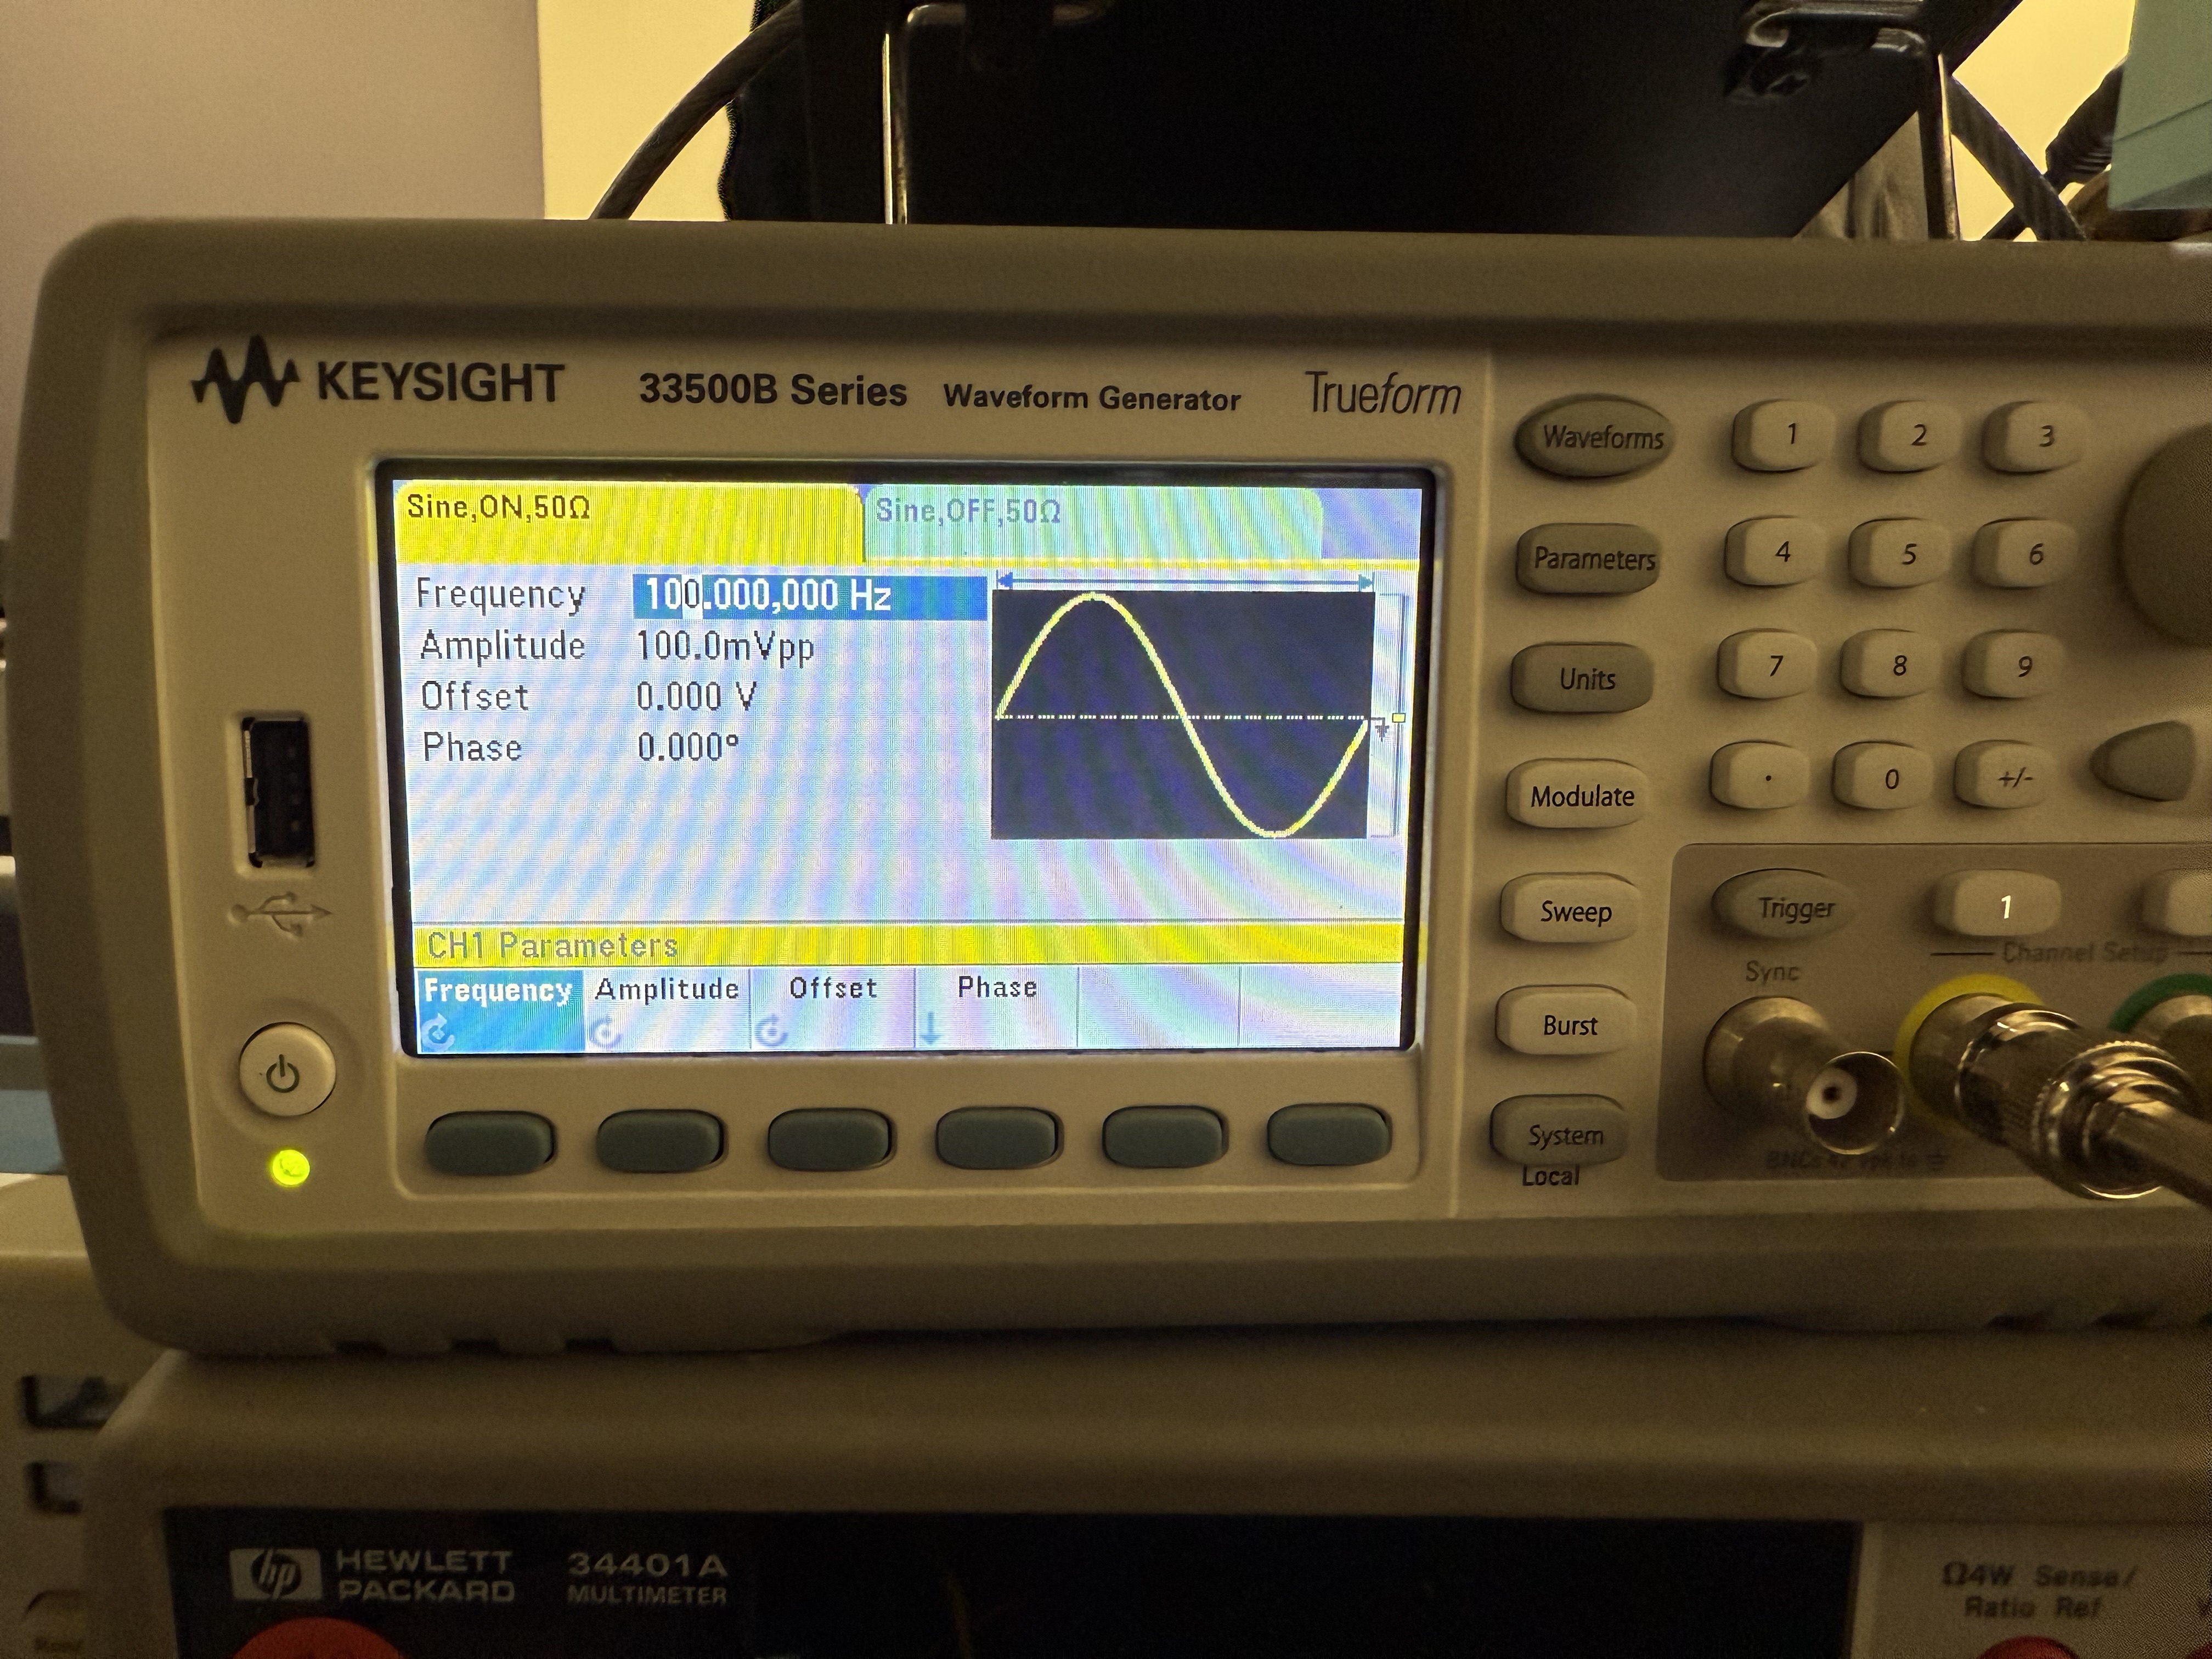 KEYSIGHT 33500B Series Waveform Generator Trueform
Sine,ON,50Ω Sine,OFF,50Ω
Frequency 100.000,000 Hz
Amplitude 100.0mVpp
Offset 0.000 V
Phase 0.000°
CH1 Parameters
Frequency Amplitude Offset Phase
Waveforms 1 2 3
Parameters 4 5 6
Units 7 8 9
Modulate . 0 +/-
Sweep Trigger 1
Channel Setup
Sync
Burst
System
Local
hp HEWLETT PACKARD
34401A
MULTIMETER
Ω4W Sense/
Ratio Ref